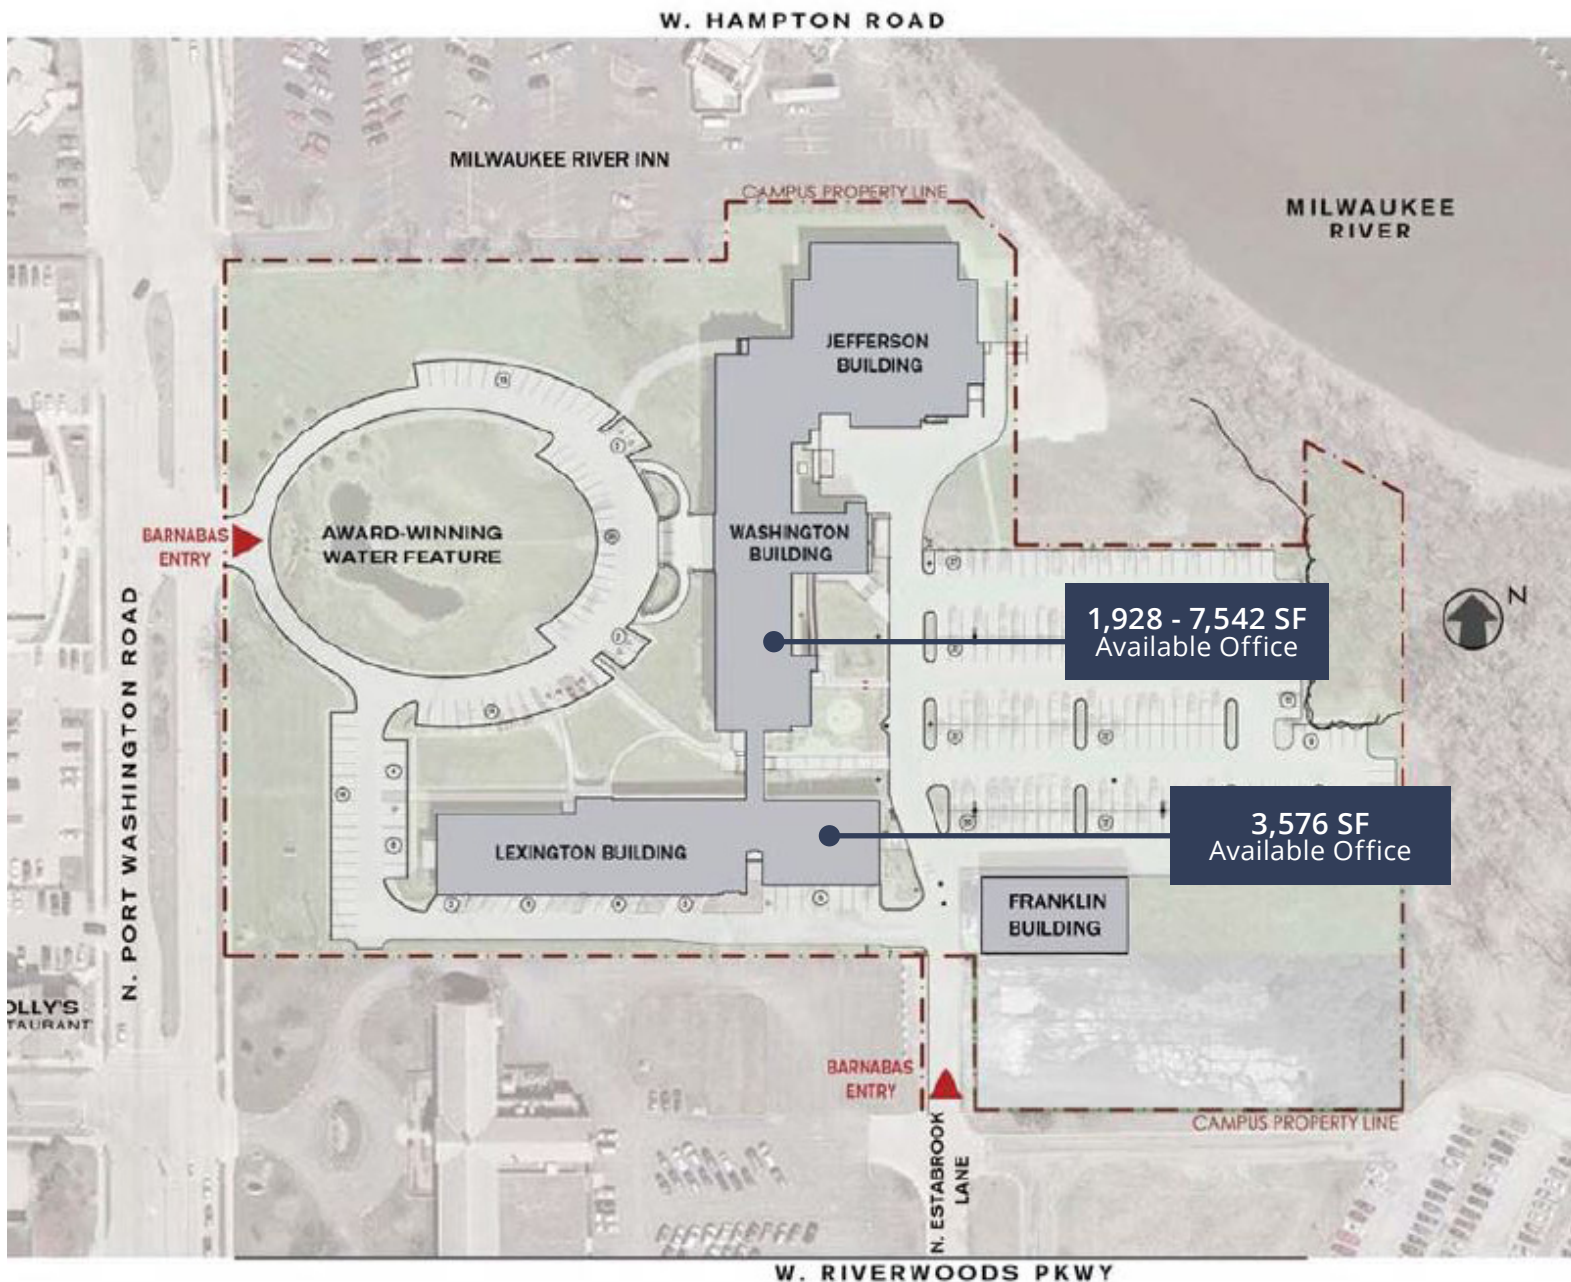 W. HAMPTON ROAD
MILWAUKEE RIVER INN
CAMPUS PROPERTY LINE
MILWAUKEE
RIVER
JEFFERSON
BUILDING
BARNABAS
ENTRY
AWARD-WINNING
WATER FEATURE
WASHINGTON
BUILDING
N
1,928 - 7,542 SF
Available Office
N. PORT WASHINGTON ROAD
3,576 SF
Available Office
LEXINGTON BUILDING
FRANKLIN
BUILDING
OLLY'S
TAURANT
BARNABAS
ENTRY
CAMPUS PROPERTY LINE
N. ESTABROOK
LANE
W. RIVERWOODS PKWY